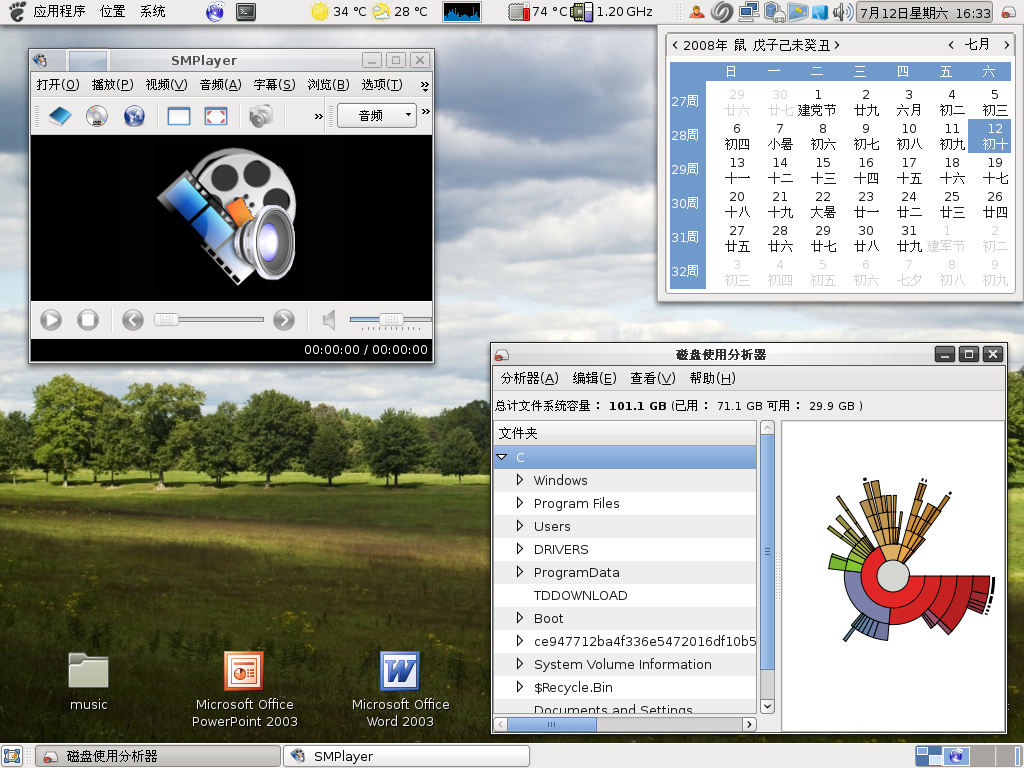 应用程序 位置 系统 34 °C 28 °C 74 °C 1.20 GHz 7月12日星期六 16:33
SMPlayer
打开(O) 播放(P) 视频(V) 音频(A) 字幕(S) 浏览(B) 选项(T) »
» 音频 »
00:00:00 / 00:00:00
2008年 鼠 戊子己未癸丑 七月
日 一 二 三 四 五 六
27周 29 30 1 2 3 4 5
廿六 廿七 建党节 廿九 六月 初二 初三
28周 6 7 8 9 10 11 12
初四 小暑 初六 初七 初八 初九 初十
29周 13 14 15 16 17 18 19
十一 十二 十三 十四 十五 十六 十七
30周 20 21 22 23 24 25 26
十八 十九 大暑 廿一 廿二 廿三 廿四
31周 27 28 29 30 31 1 2
廿五 廿六 廿七 廿八 廿九 建军节 初二
32周 3 4 5 6 7 8 9
初三 初四 初五 初六 七夕 初八 初九
磁盘使用分析器
分析器(A) 编辑(E) 查看(V) 帮助(H)
总计文件系统容量： 101.1 GB (已用： 71.1 GB 可用： 29.9 GB )
文件夹
C
Windows
Program Files
Users
DRIVERS
ProgramData
TDDOWNLOAD
Boot
ce947712ba4f336e5472016df10b5
System Volume Information
$Recycle.Bin
Documents and Settings
music
Microsoft Office
PowerPoint 2003
Microsoft Office
Word 2003
磁盘使用分析器 SMPlayer